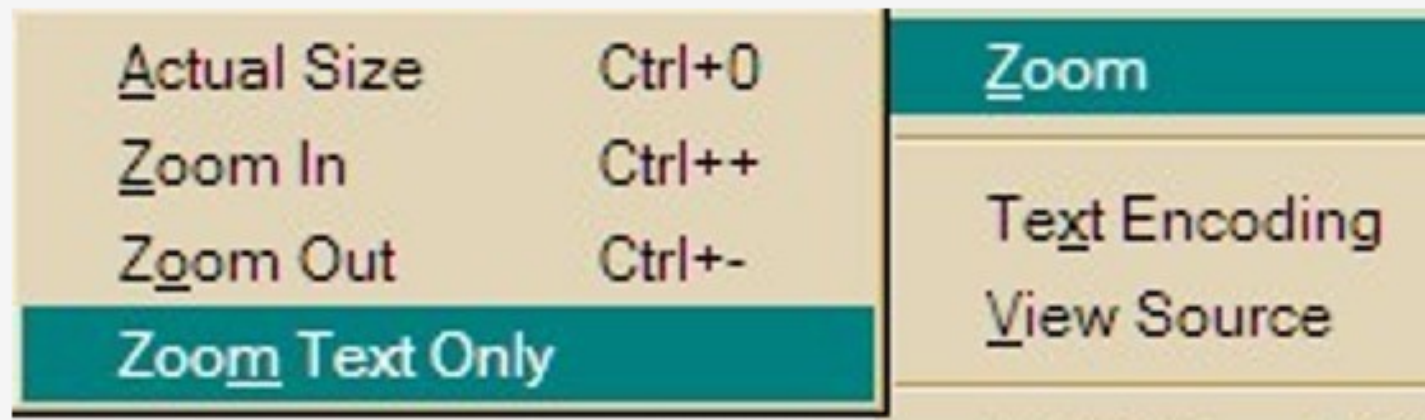 Actual Size Ctrl+0
Zoom In Ctrl++
Zoom Out Ctrl+-
Zoom Text Only
Zoom
Text Encoding
View Source